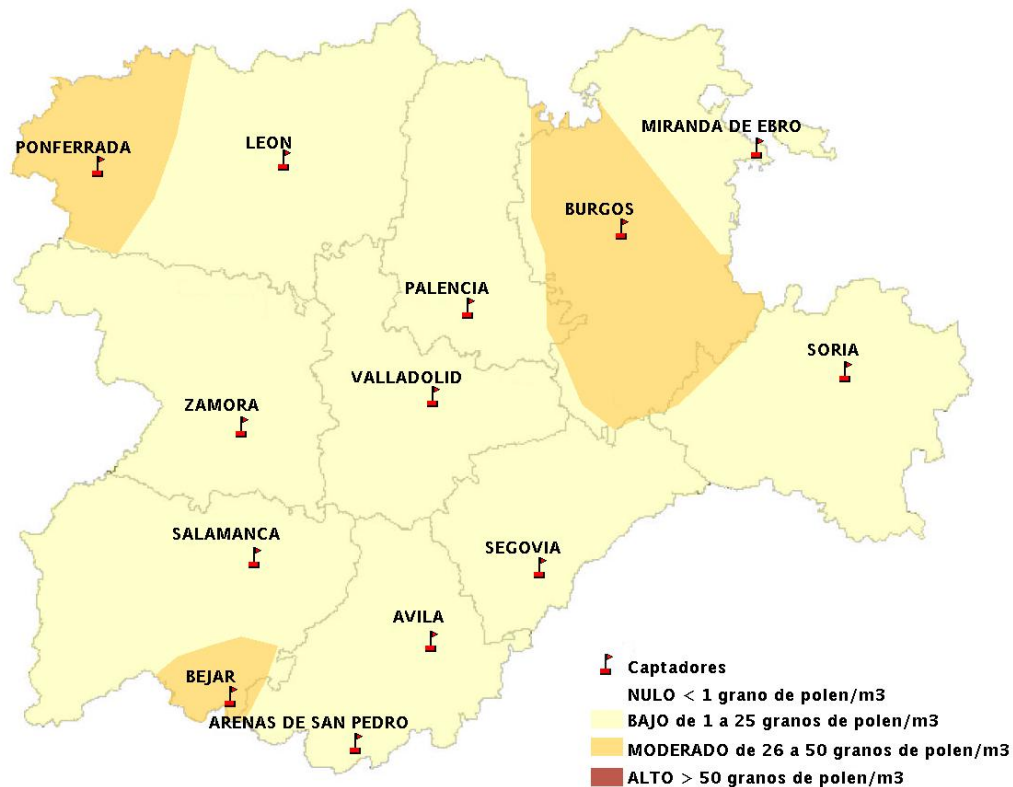 MIRANDA DE EBRO
PONFERRADA
LEON
BURGOS
PALENCIA
SORIA
VALLADOLID
ZAMORA
SALAMANCA
SEGOVIA
AVILA
BEJAR
ARENAS DE SAN PEDRO
Captadores
NULO < 1 grano de polen/m3
BAJO de 1 a 25 granos de polen/m3
MODERADO de 26 a 50 granos de polen/m3
ALTO > 50 granos de polen/m3